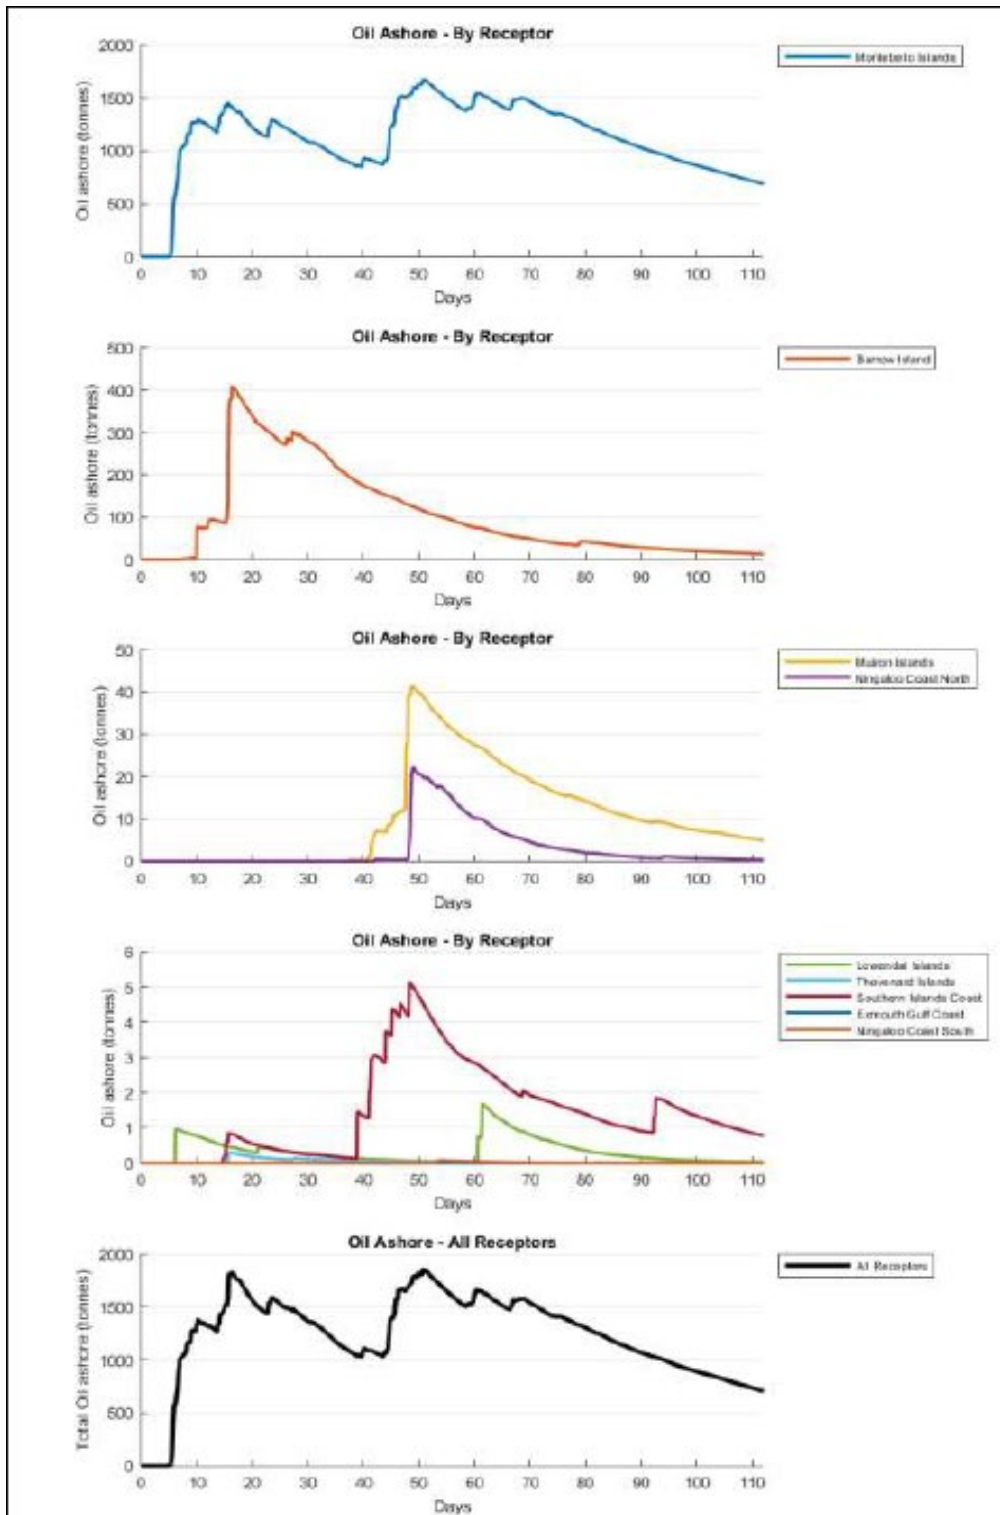 Oil Ashore - By Receptor
Montebello Islands
Oil ashore (tonnes)
2000
1500
1000
500
0
0 10 20 30 40 50 60 70 80 90 100 110
Days
Oil Ashore - By Receptor
Barrow Island
Oil ashore (tonnes)
500
400
300
200
100
0
0 10 20 30 40 50 60 70 80 90 100 110
Days
Oil Ashore - By Receptor
Muiron Islands
Ningaloo Coast North
Oil ashore (tonnes)
50
40
30
20
10
0
0 10 20 30 40 50 60 70 80 90 100 110
Days
Oil Ashore - By Receptor
Lowendal Islands
Thevenard Islands
Southern Islands Coast
Exmouth Gulf Coast
Ningaloo Coast South
Oil ashore (tonnes)
6
5
4
3
2
1
0
0 10 20 30 40 50 60 70 80 90 100 110
Days
Oil Ashore - All Receptors
All Receptors
Total Oil ashore (tonnes)
2000
1500
1000
500
0
0 10 20 30 40 50 60 70 80 90 100 110
Days